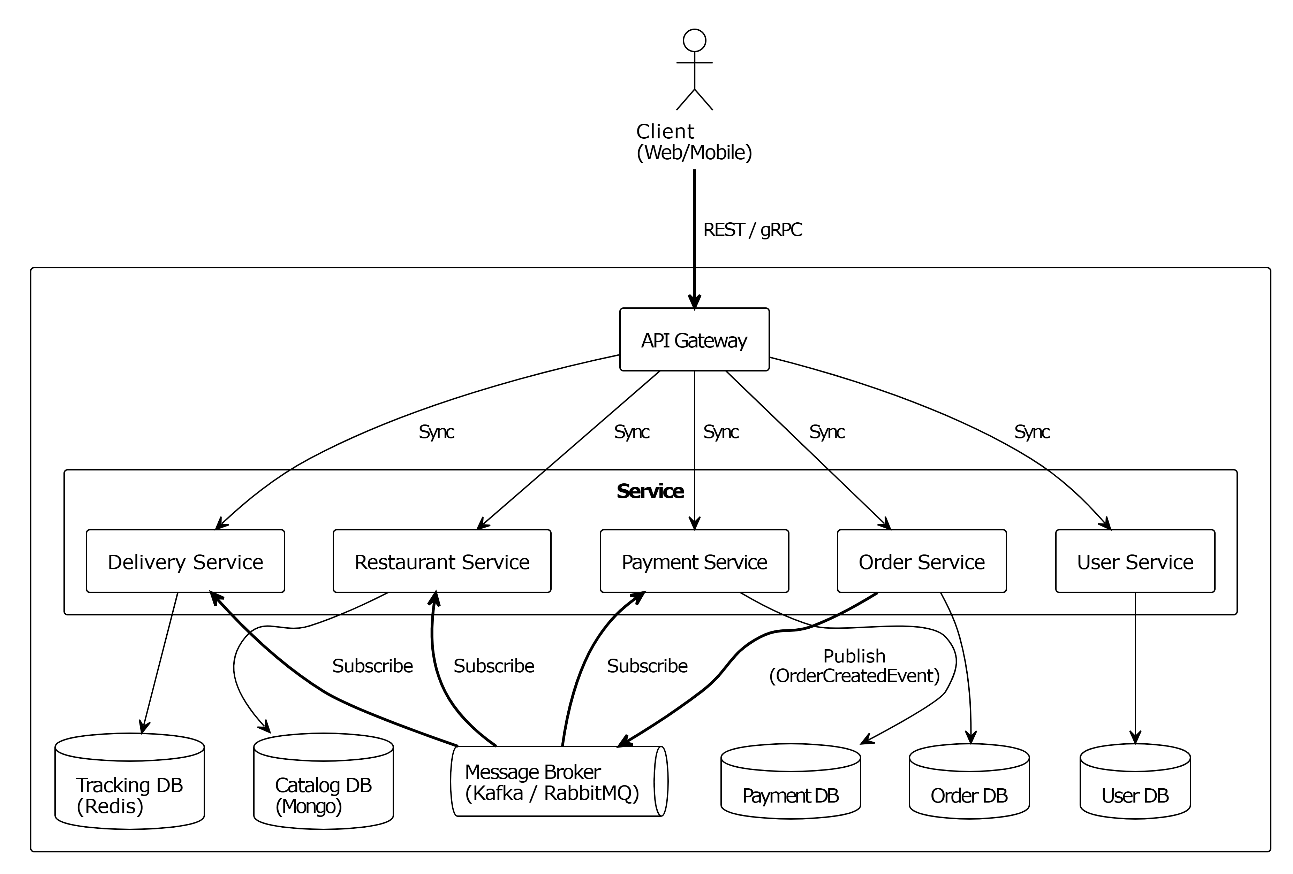 Client
(Web/Mobile)
REST / gRPC
API Gateway
Sync
Sync
Sync
Sync
Sync
Service
Delivery Service
Restaurant Service
Payment Service
Order Service
User Service
Subscribe
Subscribe
Subscribe
Publish
(OrderCreatedEvent)
Tracking DB
(Redis)
Catalog DB
(Mongo)
Message Broker
(Kafka / RabbitMQ)
Payment DB
Order DB
User DB